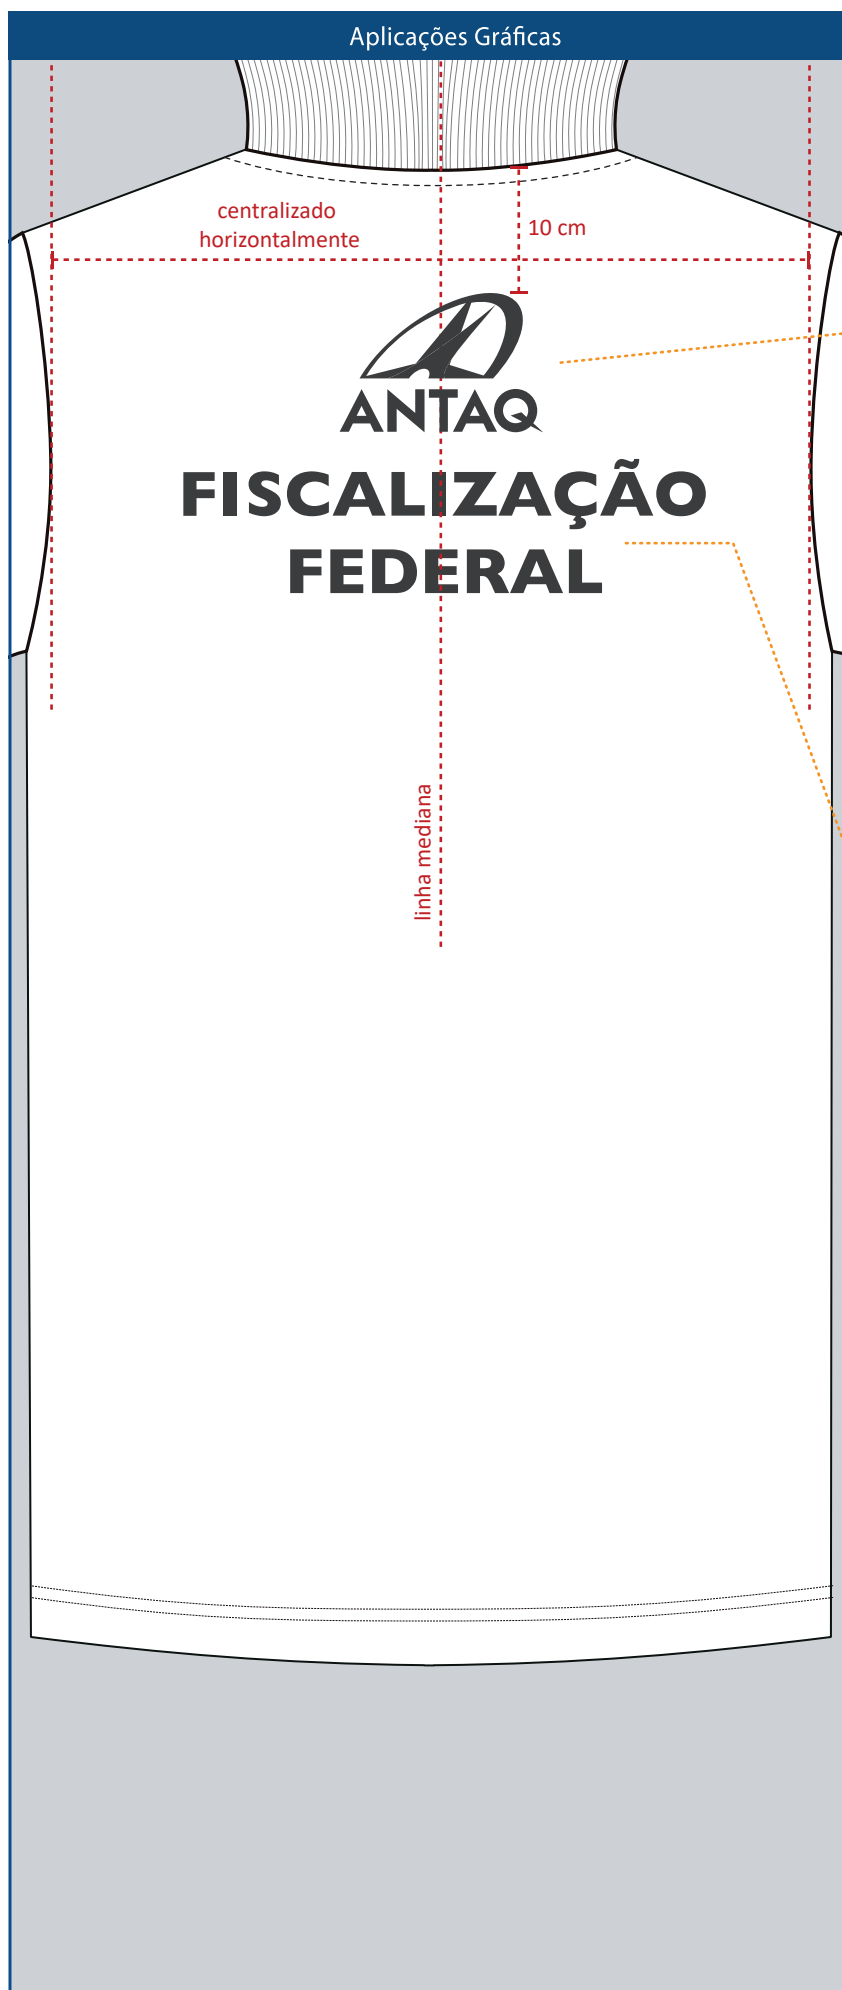 Aplicações Gráficas
centralizado
horizontalmente
10 cm
ANTAQ
FISCALIZAÇÃO
FEDERAL
linha mediana